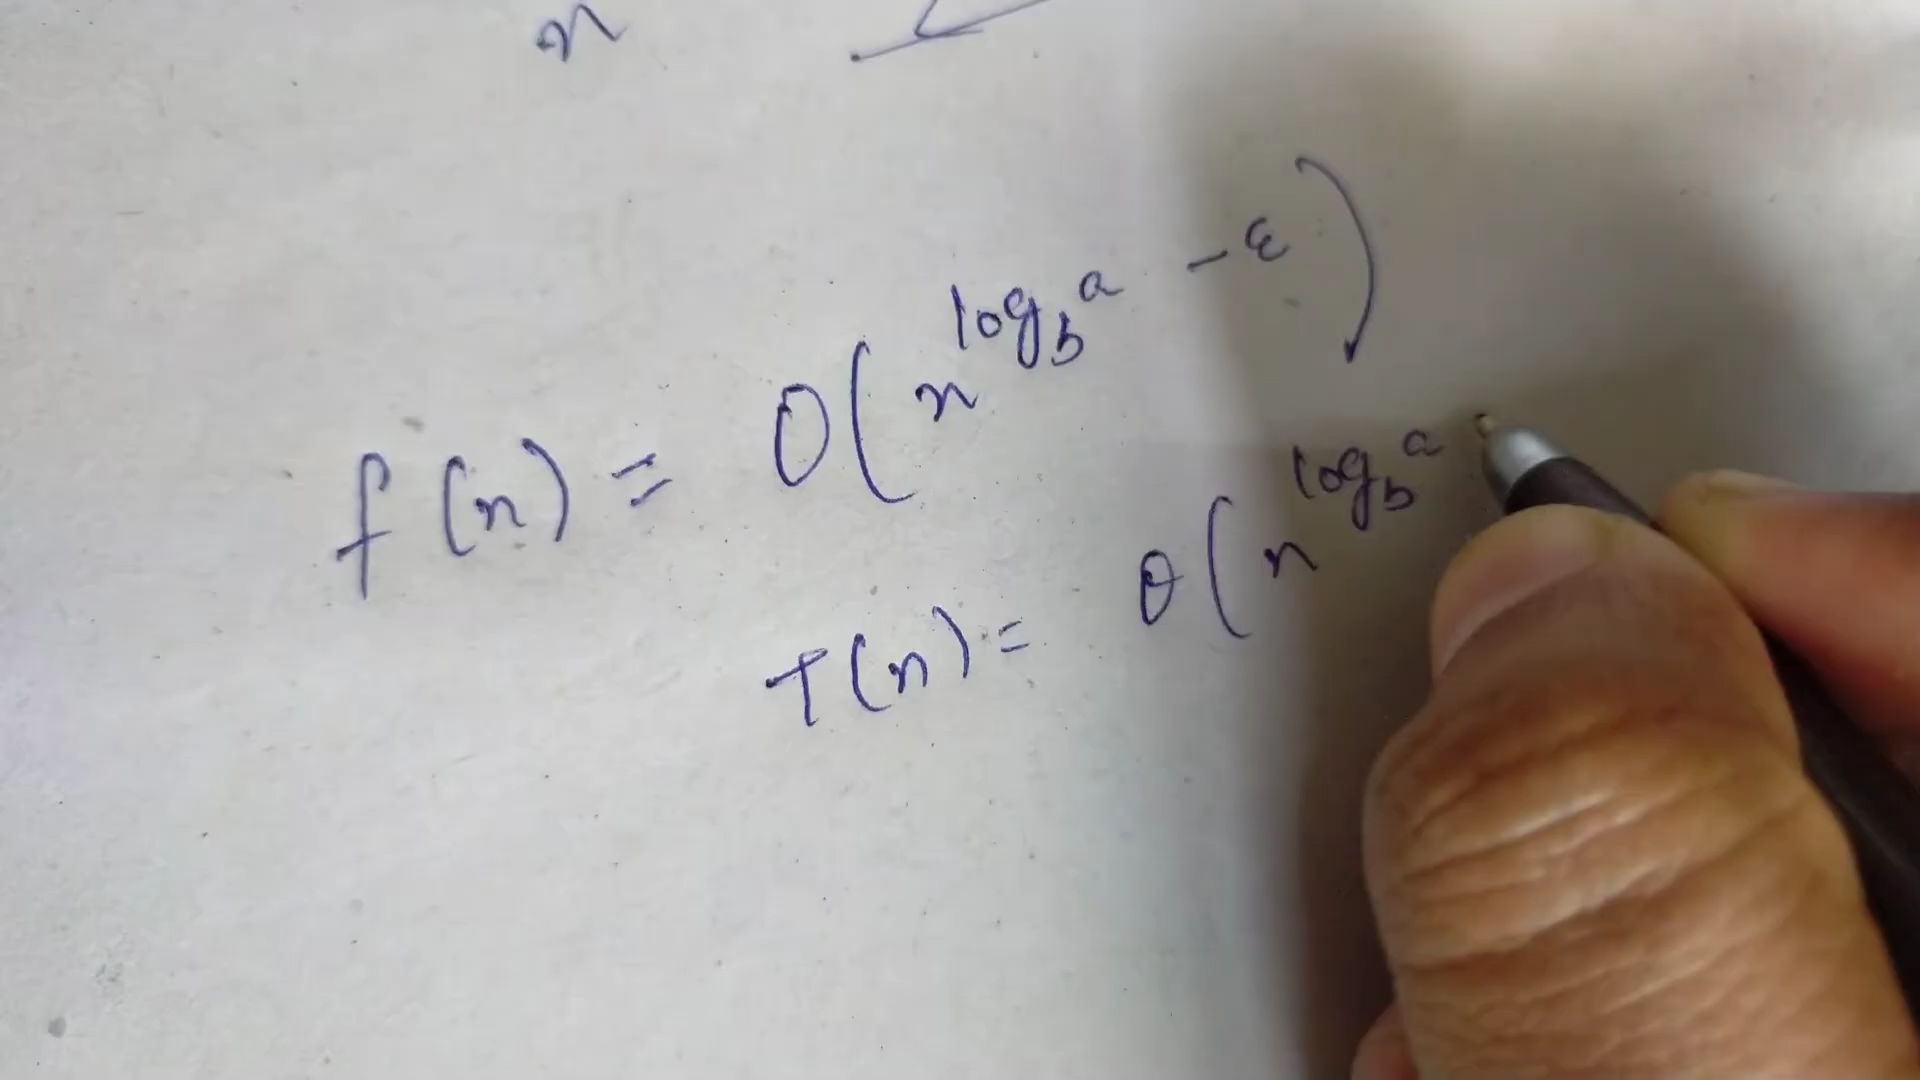 n
f(n) = O(n^{log_b a - ε})
T(n) = θ(n^{log_b a}